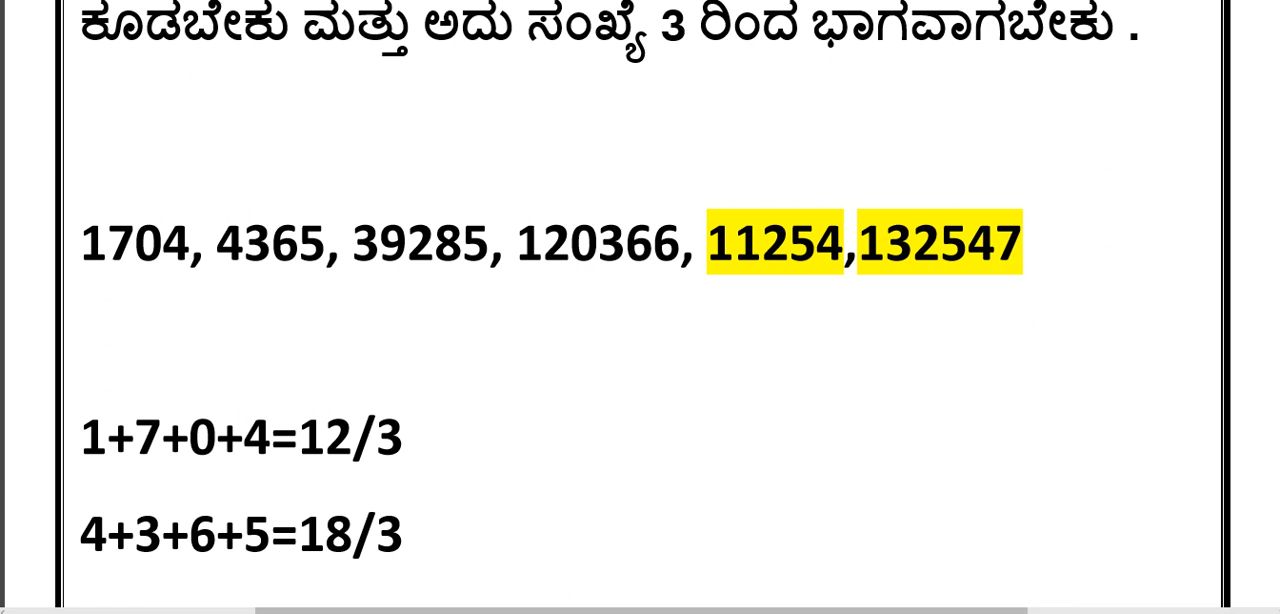 ಕೂಡಬೇಕು ಮತ್ತು ಅದು ಸಂಖ್ಯೆ 3 ರಿಂದ ಭಾಗವಾಗಬೇಕು .
1704, 4365, 39285, 120366, 11254,132547
1+7+0+4=12/3
4+3+6+5=18/3